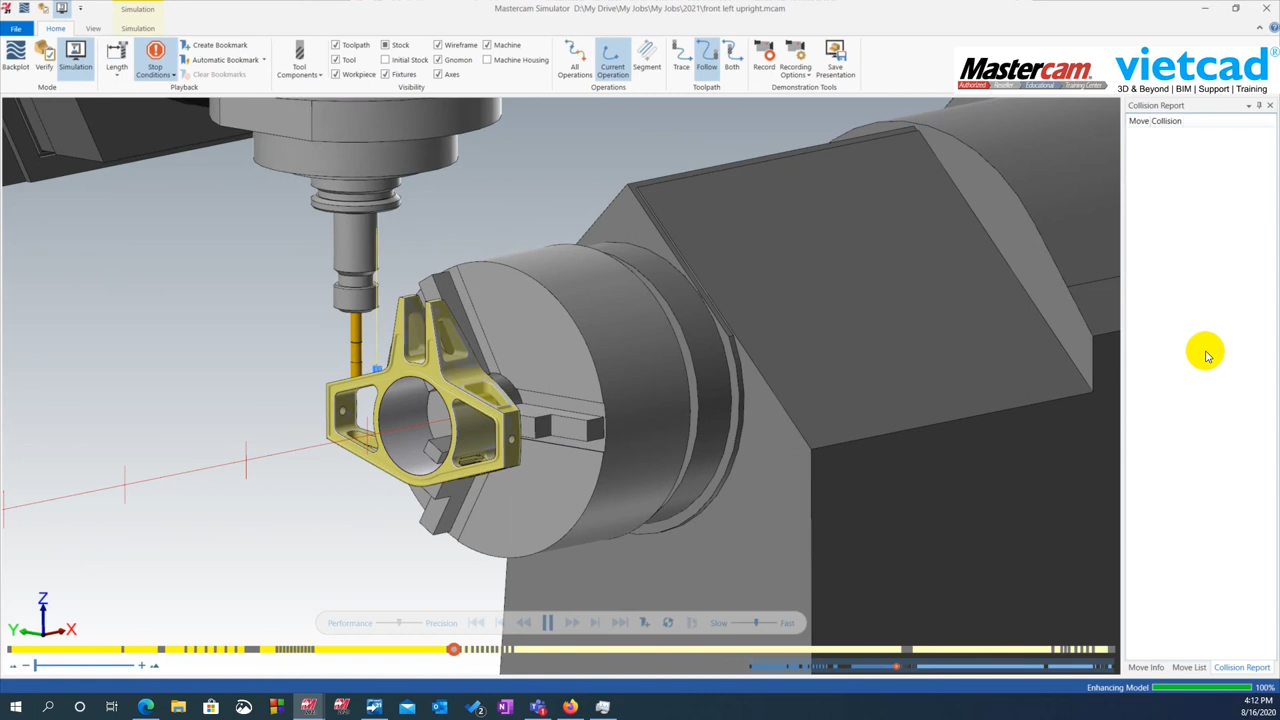 Simulation
Mastercam Simulator D:\My Drive\My Jobs\My Jobs\2021\front left upright.mcam
File
Home
View
Simulation
Backplot
Verify
Simulation
Mode
Length
Stop Conditions
Create Bookmark
Automatic Bookmark
Clear Bookmarks
Playback
Tool Components
Toolpath
Tool
Workpiece
Stock
Initial Stock
Fixtures
Wireframe
Gnomon
Axes
Machine
Machine Housing
Visibility
All Operations
Current Operation
Segment
Operations
Trace
Follow
Both
Toolpath
Record
Recording Options
Save Presentation
Demonstration Tools
Mastercam.
Authorized Reseller Educational Training Center
vietcad
3D & Beyond | BIM | Support | Training
Collision Report
Move Collision
Z
Y
X
Performance
Precision
Slow
Fast
Move Info
Move List
Collision Report
Enhancing Model
100%
4:12 PM
8/16/2020